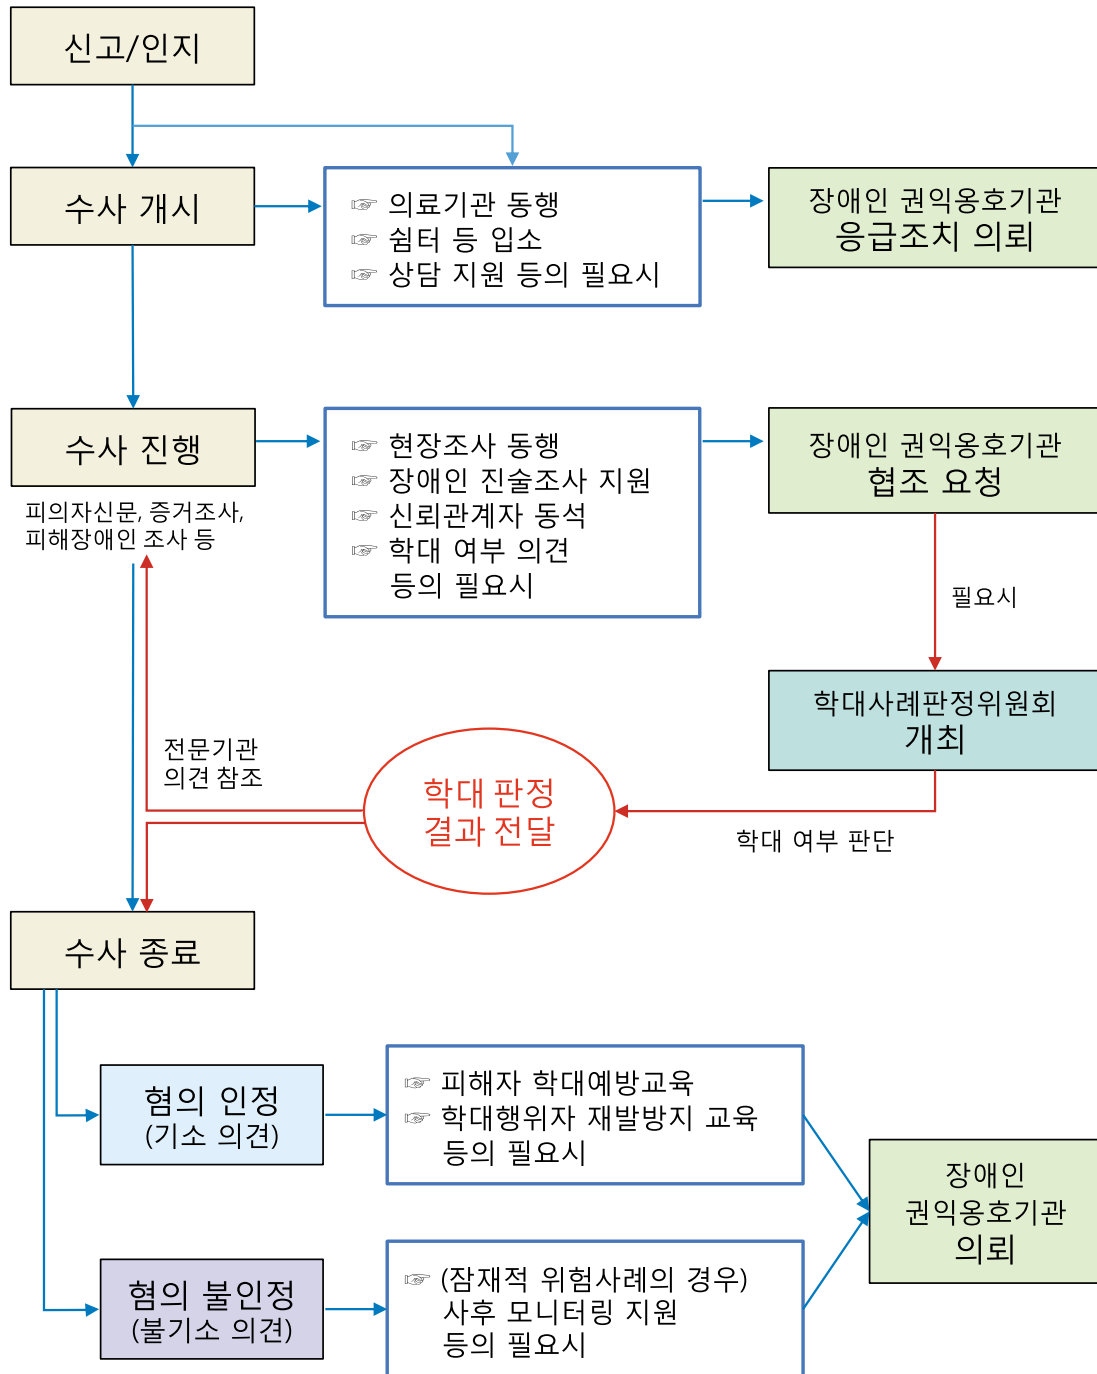 신고/인지
수사 개시
☞ 의료기관 동행
☞ 쉼터 등 입소
☞ 상담 지원 등의 필요시
장애인 권익옹호기관
응급조치 의뢰
수사 진행
피의자신문, 증거조사,
피해장애인 조사 등
☞ 현장조사 동행
☞ 장애인 진술조사 지원
☞ 신뢰관계자 동석
☞ 학대 여부 의견
등의 필요시
장애인 권익옹호기관
협조 요청
필요시
학대사례판정위원회
개최
학대 여부 판단
학대 판정
결과 전달
전문기관
의견 참조
수사 종료
혐의 인정
(기소 의견)
☞ 피해자 학대예방교육
☞ 학대행위자 재발방지 교육
등의 필요시
혐의 불인정
(불기소 의견)
☞ (잠재적 위험사례의 경우)
사후 모니터링 지원
등의 필요시
장애인
권익옹호기관
의뢰